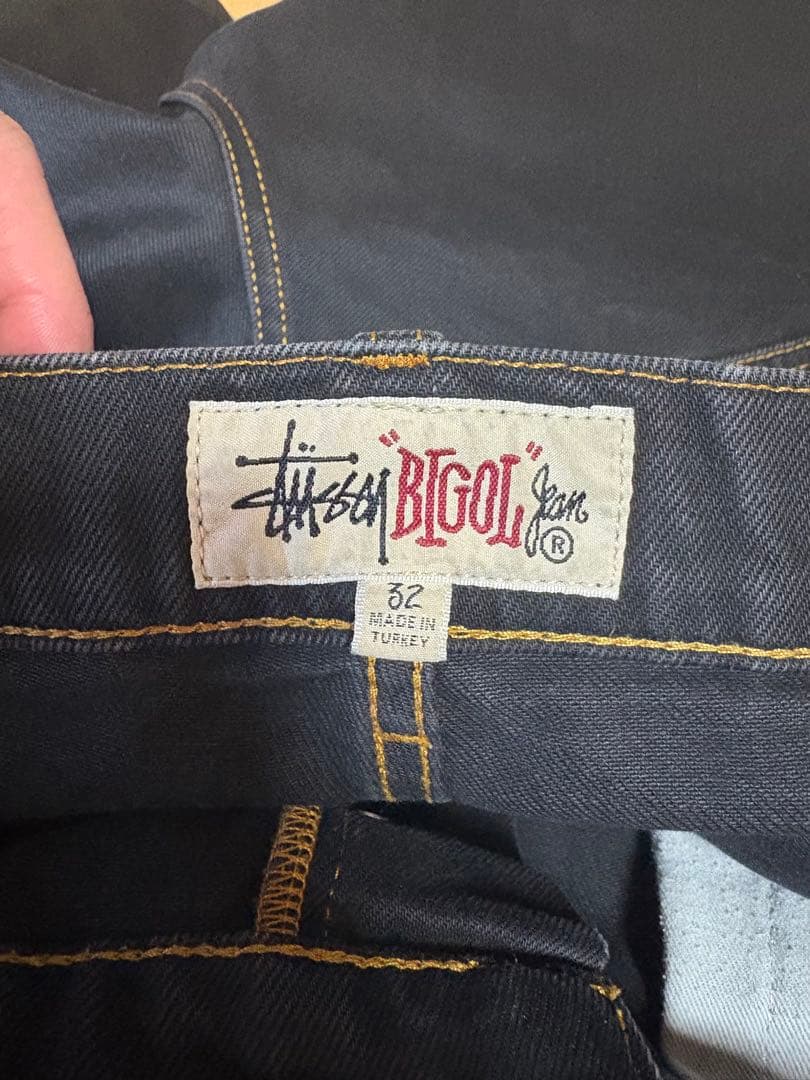 Stüssy "BIGOL" Jean ®
32
MADE IN
TURKEY